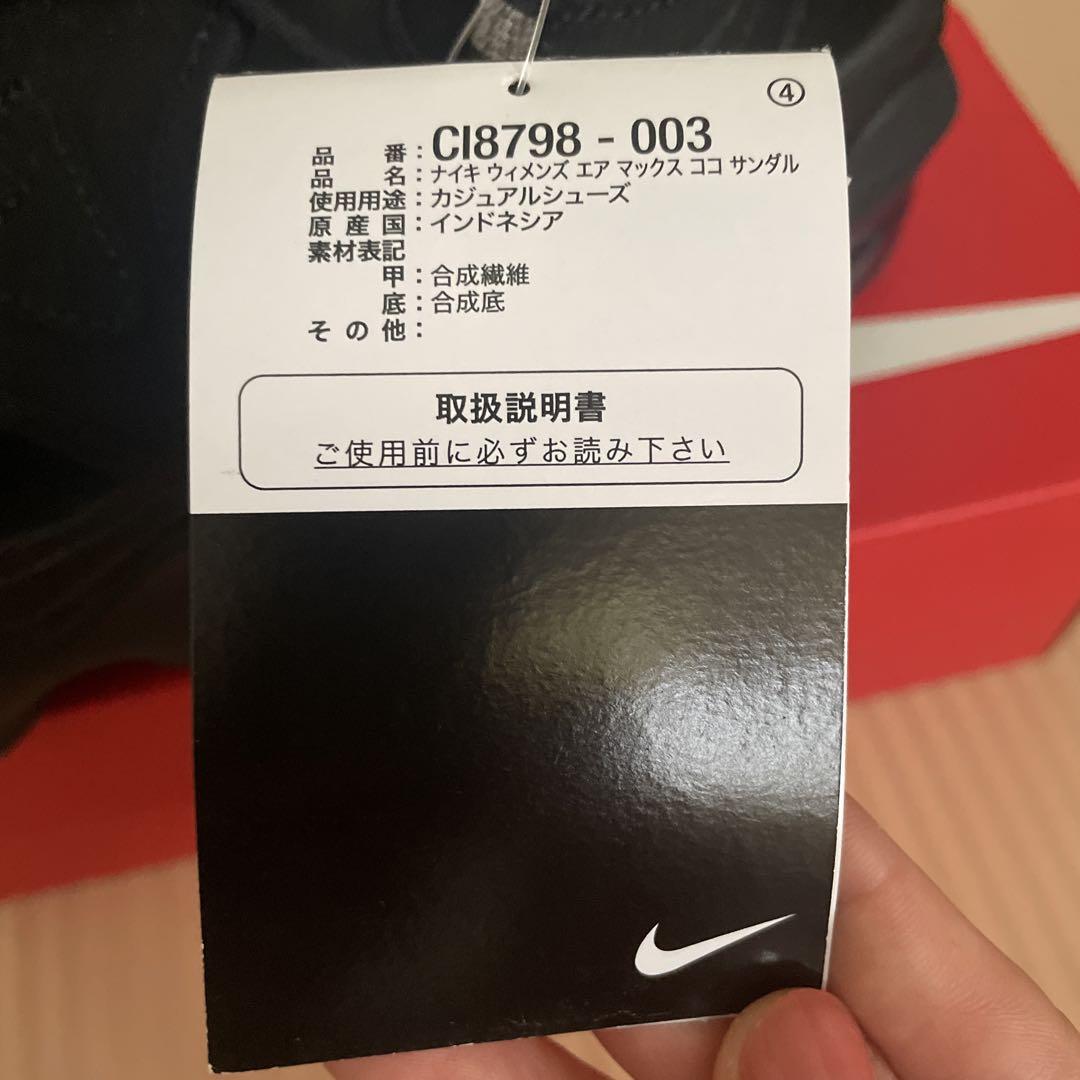 ④
品番：CI8798-003
品名：ナイキ ウィメンズ エア マックス ココ サンダル
使用用途：カジュアルシューズ
原産国：インドネシア
素材表記
甲：合成繊維
底：合成底
その他：
取扱説明書
ご使用前に必ずお読み下さい